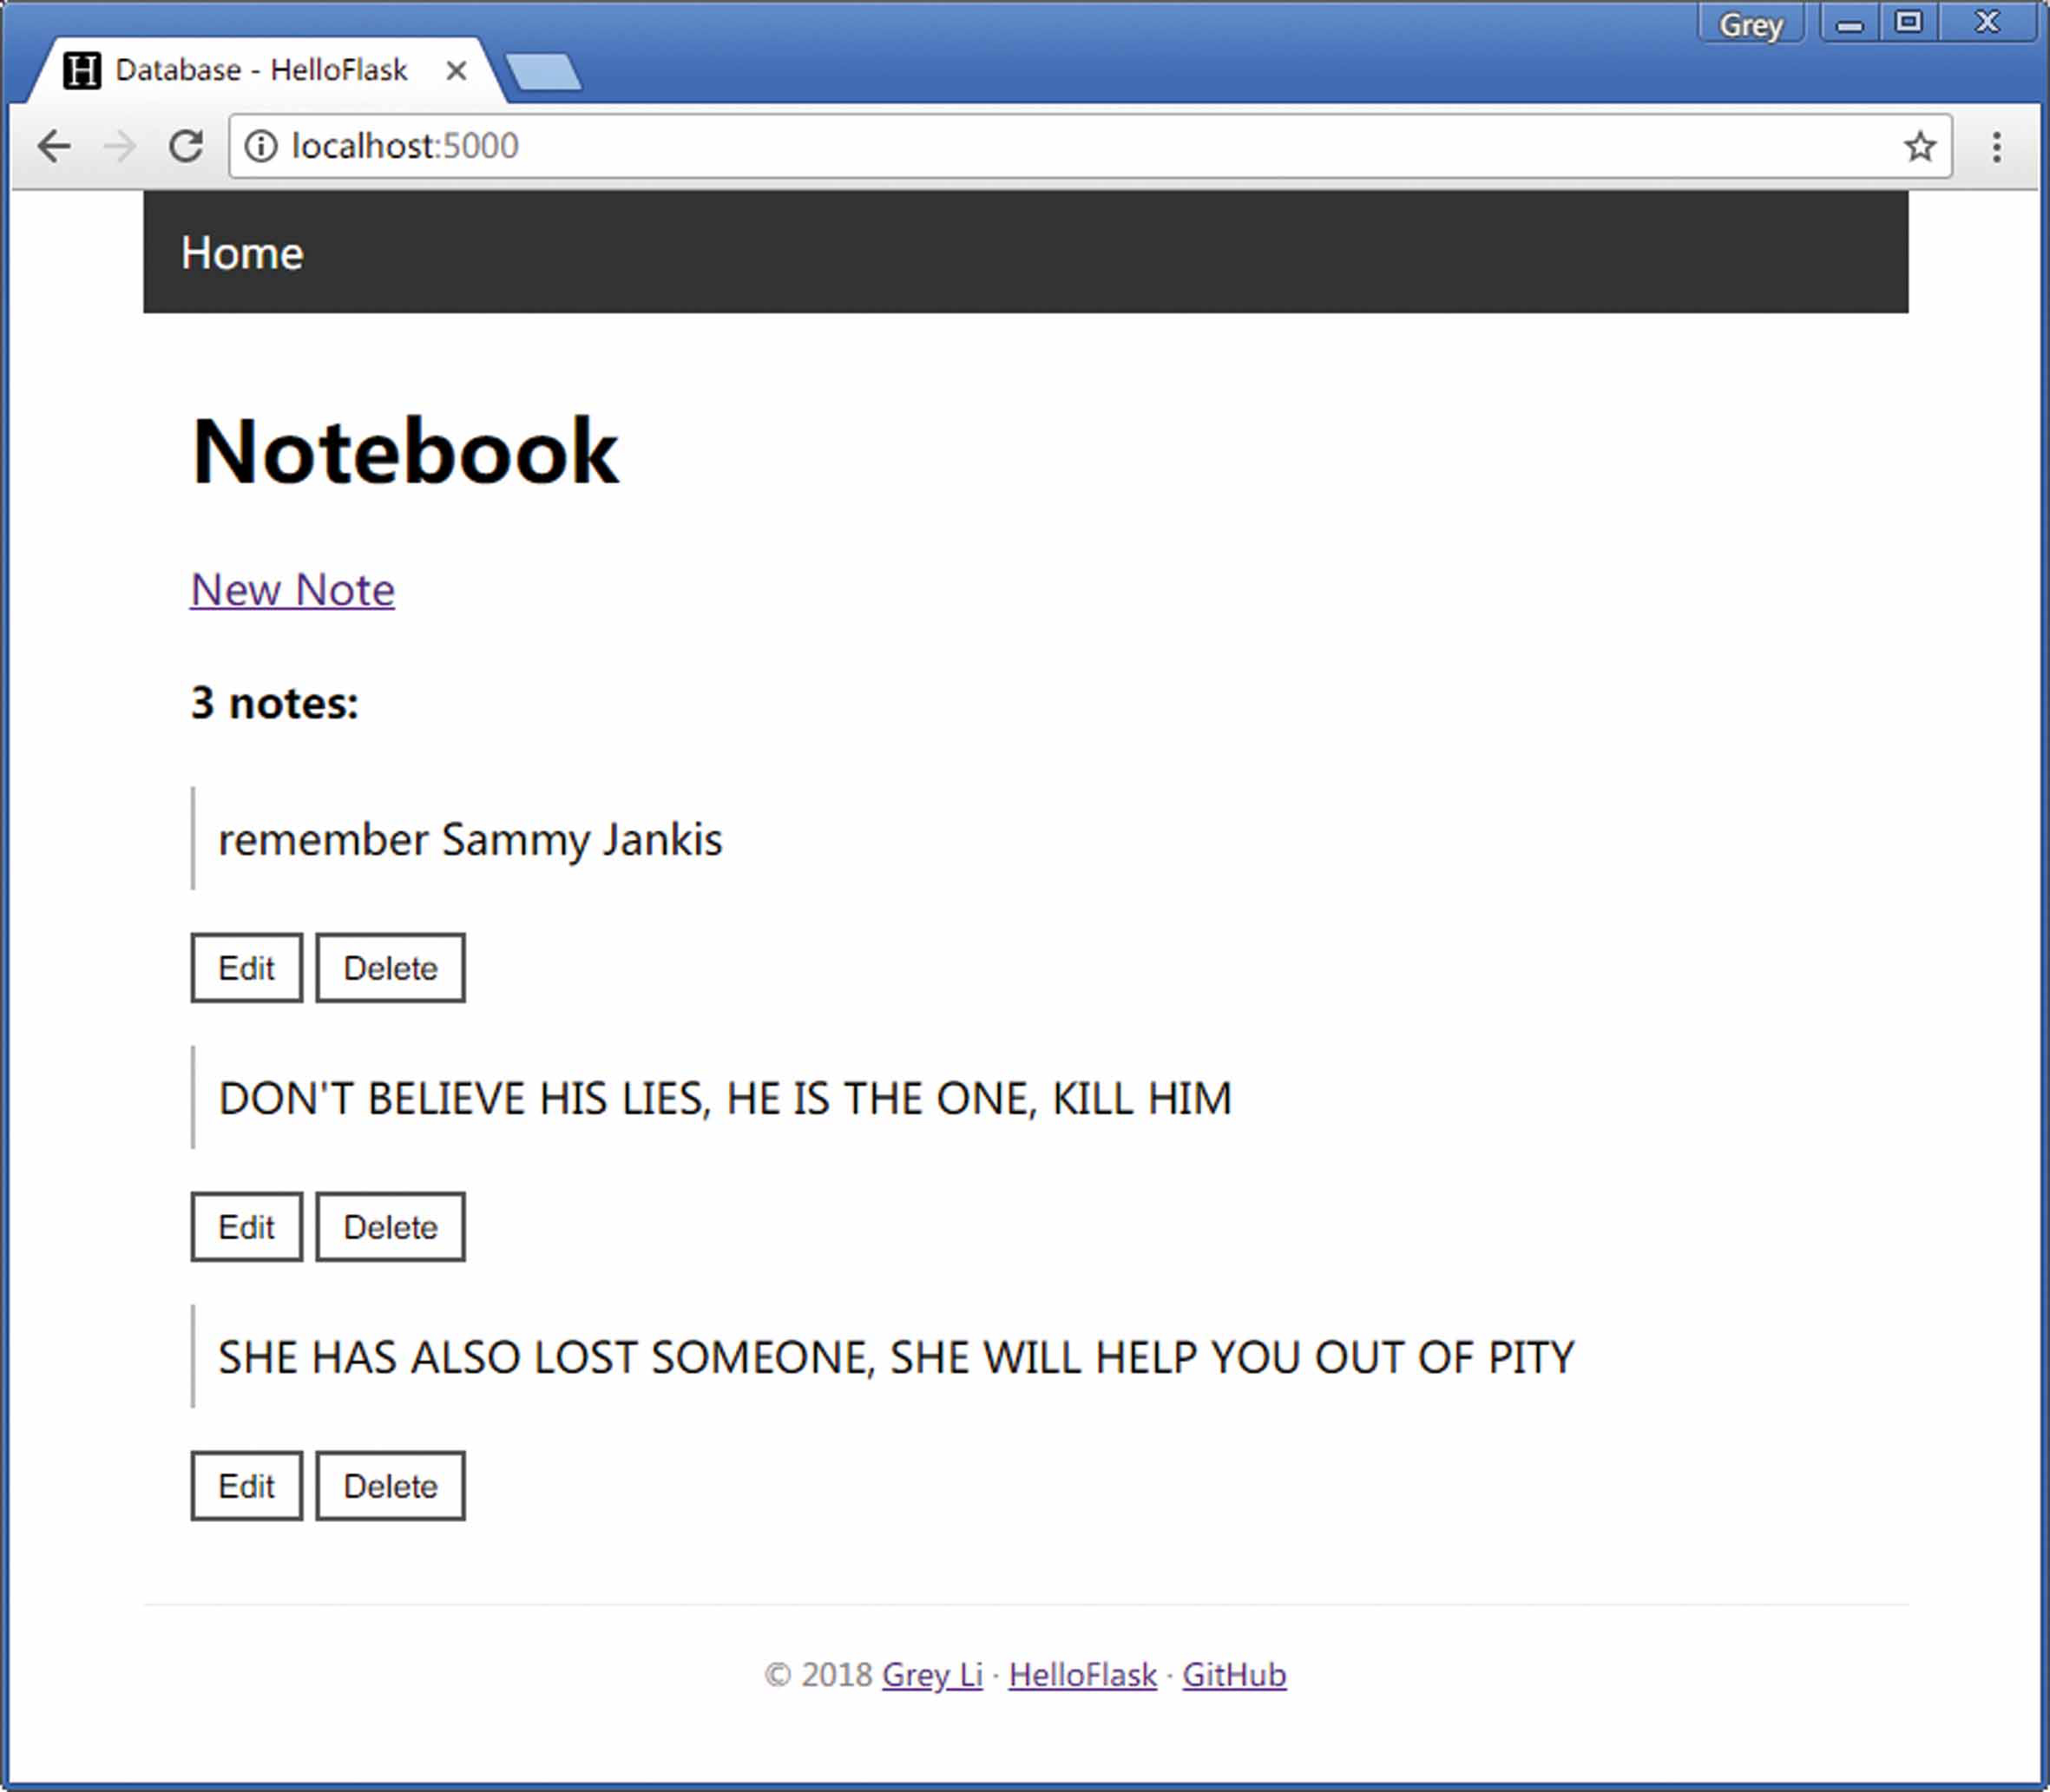 Grey
Database - HelloFlask
localhost:5000
Home
Notebook
New Note
3 notes:
remember Sammy Jankis
Edit Delete
DON'T BELIEVE HIS LIES, HE IS THE ONE, KILL HIM
Edit Delete
SHE HAS ALSO LOST SOMEONE, SHE WILL HELP YOU OUT OF PITY
Edit Delete
© 2018 Grey Li · HelloFlask · GitHub